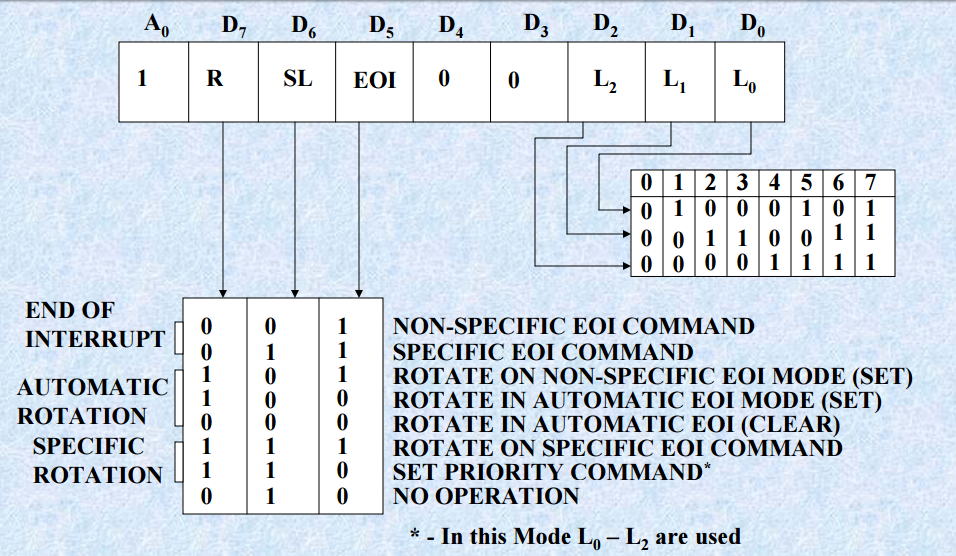 A₀ D₇ D₆ D₅ D₄ D₃ D₂ D₁ D₀
1 R SL EOI 0 0 L₂ L₁ L₀
0 1 2 3 4 5 6 7
0 1 0 0 0 1 0 1
0 0 1 1 0 0 1 1
0 0 0 0 1 1 1 1
END OF
INTERRUPT
0 0 1 NON-SPECIFIC EOI COMMAND
0 1 1 SPECIFIC EOI COMMAND
AUTOMATIC
ROTATION
1 0 1 ROTATE ON NON-SPECIFIC EOI MODE (SET)
1 0 0 ROTATE IN AUTOMATIC EOI MODE (SET)
0 0 0 ROTATE IN AUTOMATIC EOI (CLEAR)
SPECIFIC
ROTATION
1 1 1 ROTATE ON SPECIFIC EOI COMMAND
1 1 0 SET PRIORITY COMMAND*
0 1 0 NO OPERATION
* - In this Mode L₀ – L₂ are used